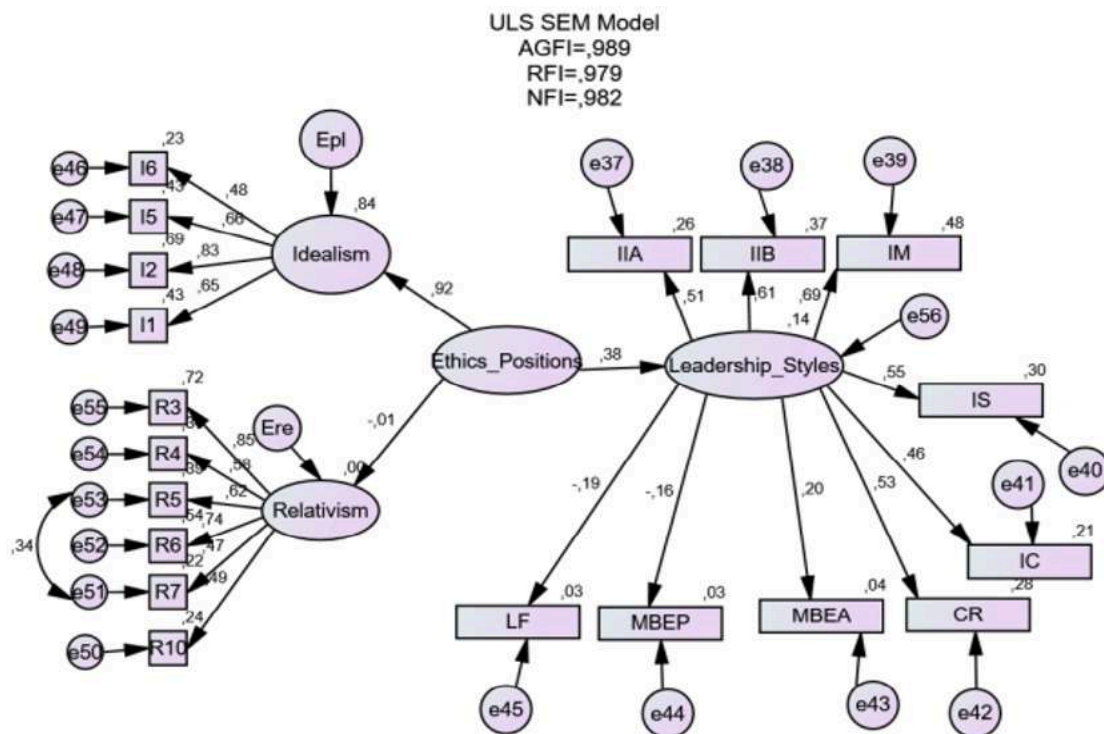 ULS SEM Model
AGFI=,989
RFI=,979
NFI=,982
Epl
,23
e46
I6
,48
,84
,43
e47
I5
,66
Idealism
,69
e48
I2
,83
,43
,65
e49
I1
,92
e37
e38
e39
,26
,37
,48
IIA
IIB
IM
,51
,61
,69
,14
e56
Ethics_Positions
,38
Leadership_Styles
,55
,30
IS
e40
,72
e55
R3
Ere
-,01
,85
e54
R4
,58
,00
,39
e53
R5
,62
Relativism
,54
,74
e52
R6
,47
,34
,22
,49
e51
R7
,24
e50
R10
-,19
-,16
,20
,53
,46
e41
,21
IC
,03
,03
,04
,28
LF
MBEP
MBEA
CR
e45
e44
e43
e42